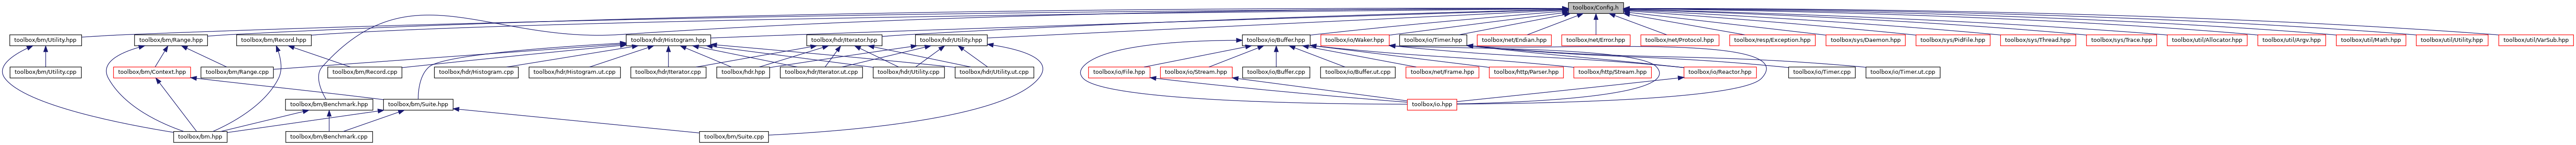 toolbox/Config.h
toolbox/bm/Utility.hpp
toolbox/bm/Range.hpp
toolbox/bm/Record.hpp
toolbox/hdr/Histogram.hpp
toolbox/hdr/Iterator.hpp
toolbox/hdr/Utility.hpp
toolbox/io/Buffer.hpp
toolbox/io/Waker.hpp
toolbox/io/Timer.hpp
toolbox/net/Endian.hpp
toolbox/net/Error.hpp
toolbox/net/Protocol.hpp
toolbox/resp/Exception.hpp
toolbox/sys/Daemon.hpp
toolbox/sys/PidFile.hpp
toolbox/sys/Thread.hpp
toolbox/sys/Trace.hpp
toolbox/util/Allocator.hpp
toolbox/util/Argv.hpp
toolbox/util/Math.hpp
toolbox/util/Utility.hpp
toolbox/util/VarSub.hpp
toolbox/bm/Utility.cpp
toolbox/bm/Context.hpp
toolbox/bm/Range.cpp
toolbox/bm/Record.cpp
toolbox/hdr/Histogram.cpp
toolbox/hdr/Histogram.ut.cpp
toolbox/hdr/Iterator.cpp
toolbox/hdr.hpp
toolbox/hdr/Iterator.ut.cpp
toolbox/hdr/Utility.cpp
toolbox/hdr/Utility.ut.cpp
toolbox/io/File.hpp
toolbox/io/Stream.hpp
toolbox/io/Buffer.cpp
toolbox/io/Buffer.ut.cpp
toolbox/net/Frame.hpp
toolbox/http/Parser.hpp
toolbox/http/Stream.hpp
toolbox/io/Reactor.hpp
toolbox/io/Timer.cpp
toolbox/io/Timer.ut.cpp
toolbox/bm/Benchmark.hpp
toolbox/bm/Suite.hpp
toolbox/io.hpp
toolbox/bm.hpp
toolbox/bm/Benchmark.cpp
toolbox/bm/Suite.cpp